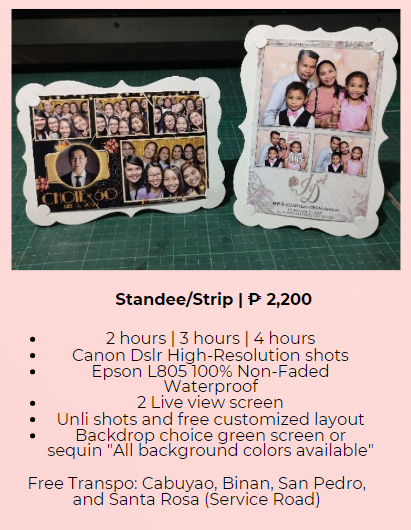 CHOIE @ 60
Standee/Strip | ₱ 2,200
2 hours | 3 hours | 4 hours
Canon Dslr High-Resolution shots
Epson L805 100% Non-Faded
Waterproof
2 Live view screen
Unli shots and free customized layout
Backdrop choice green screen or
sequin "All background colors available"
Free Transpo: Cabuyao, Binan, San Pedro,
and Santa Rosa (Service Road)